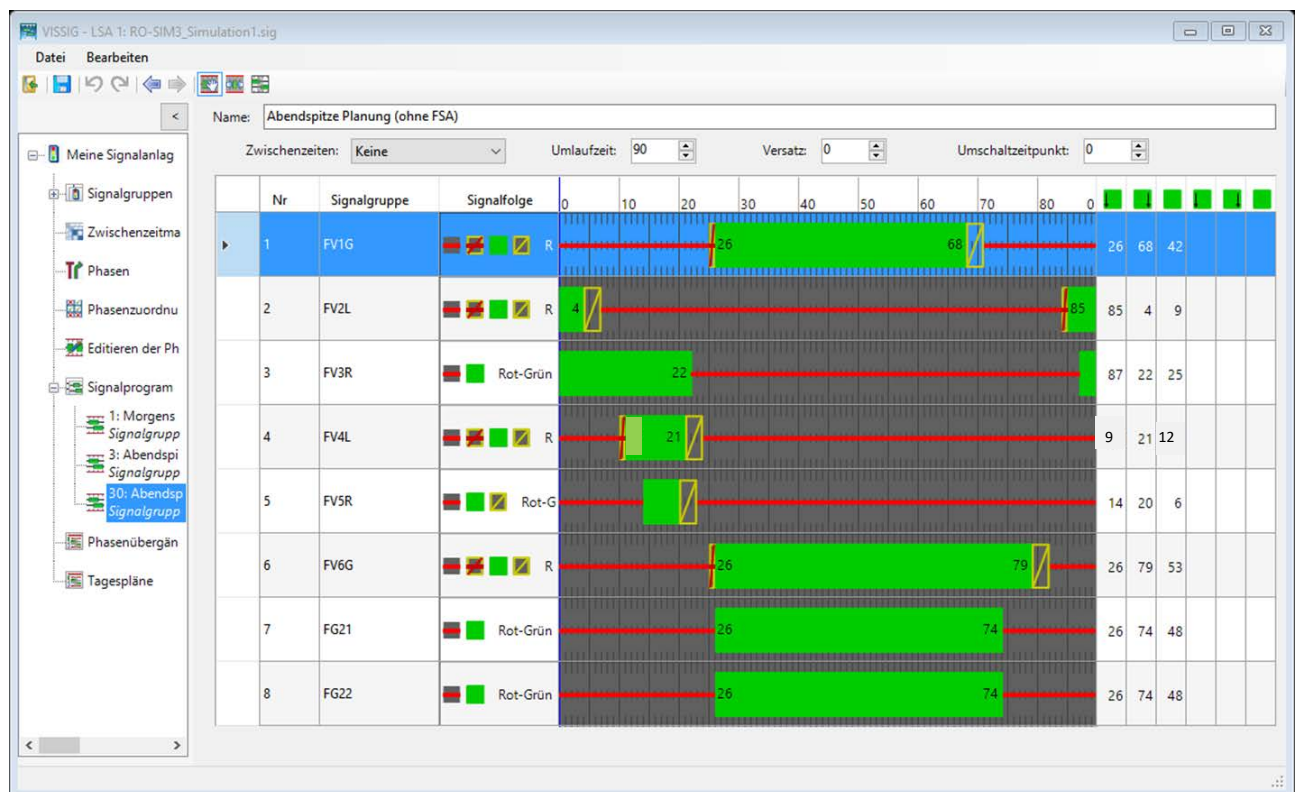 VISSIG - LSA 1: RO-SIM3_Simulation1.sig
Datei Bearbeiten
<
Name: Abendspitze Planung (ohne FSA)
Zwischenzeiten: Keine Umlaufzeit: 90 Versatz: 0 Umschaltzeitpunkt: 0
Meine Signalanlag
Signalgruppen
Zwischenzeitma
Phasen
Phasenzuordnu
Editieren der Ph
Signalprogram
1: Morgens
Signalgrupp
3: Abendspi
Signalgrupp
30: Abendsp
Signalgrupp
Phasenübergän
Tagespläne
Nr Signalgruppe Signalfolge 0 10 20 30 40 50 60 70 80 0
1 FV1G R 26 68 26 68 42
2 FV2L R 4 85 85 4 9
3 FV3R Rot-Grün 22 87 22 25
4 FV4L R 21 9 21 12
5 FV5R Rot-G 14 20 6
6 FV6G R 26 79 26 79 53
7 FG21 Rot-Grün 26 74 26 74 48
8 FG22 Rot-Grün 26 74 26 74 48
< >